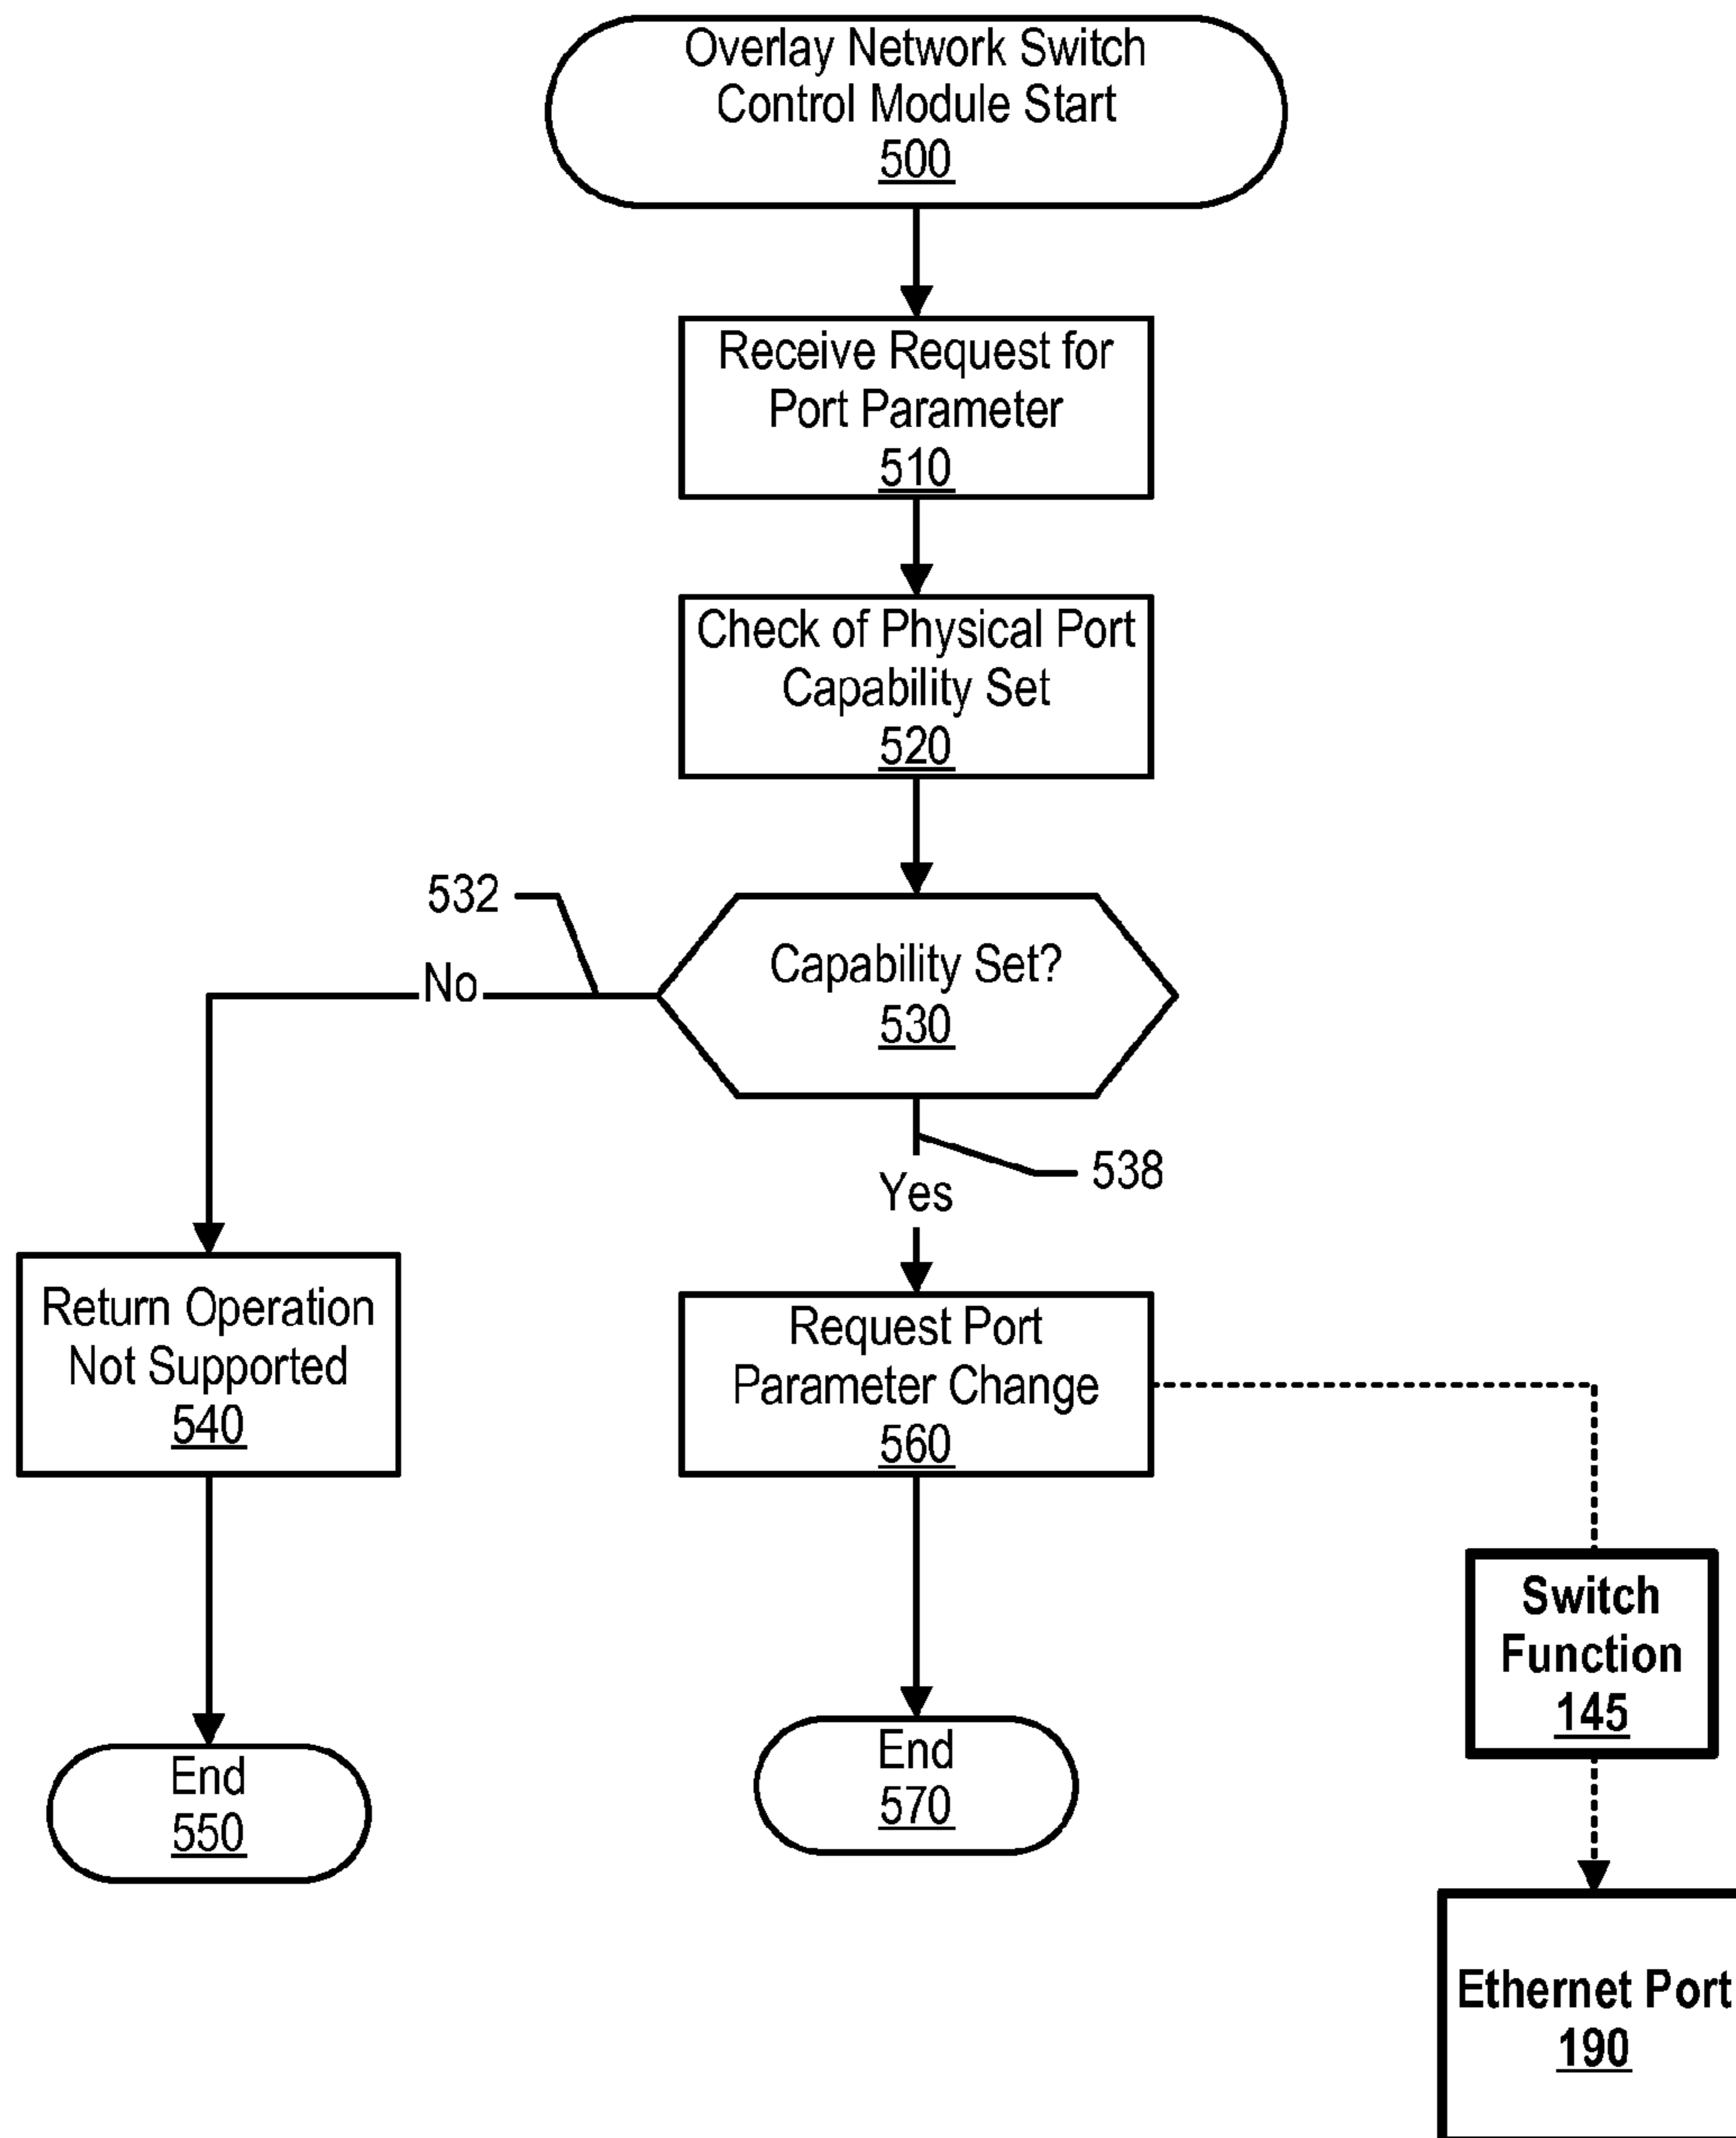 Overlay Network Switch
Control Module Start
500
Receive Request for
Port Parameter
510
Check of Physical Port
Capability Set
520
532
Capability Set?
530
No
538
Yes
Return Operation
Not Supported
540
Request Port
Parameter Change
560
Switch
Function
145
End
550
End
570
Ethernet Port
190